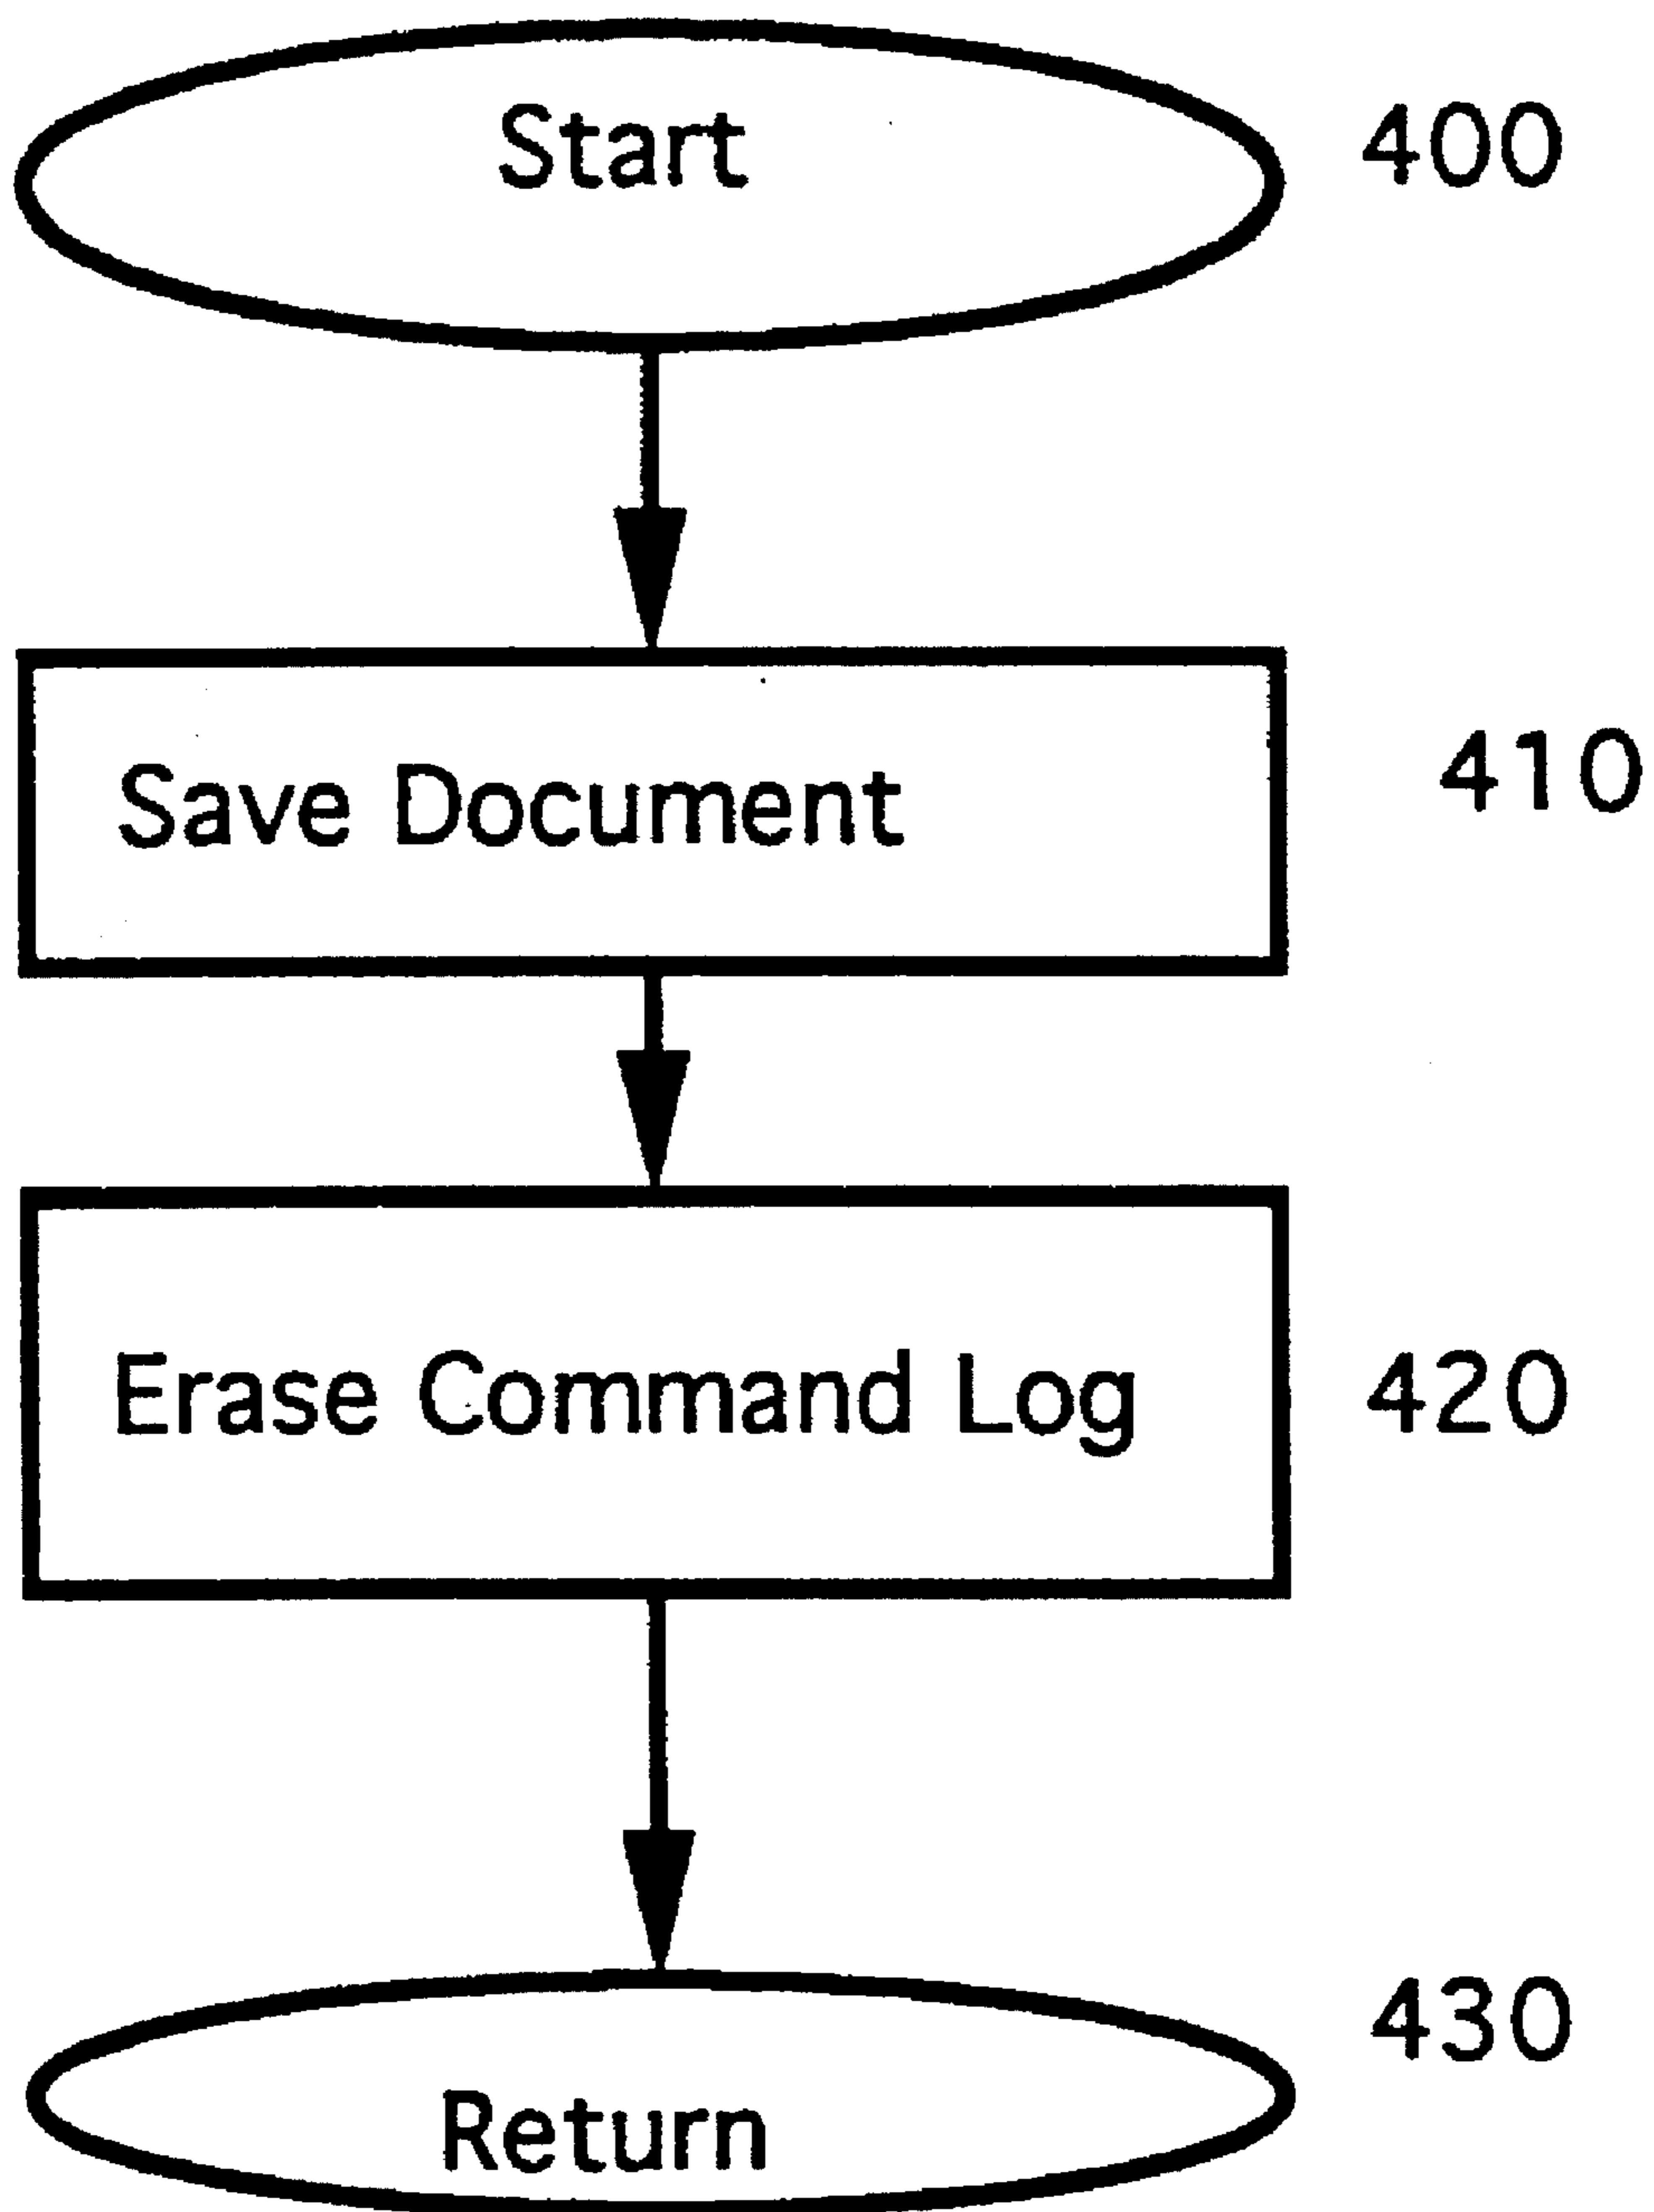 Start 400
Save Document 410
Erase Command Log 420
430
Return